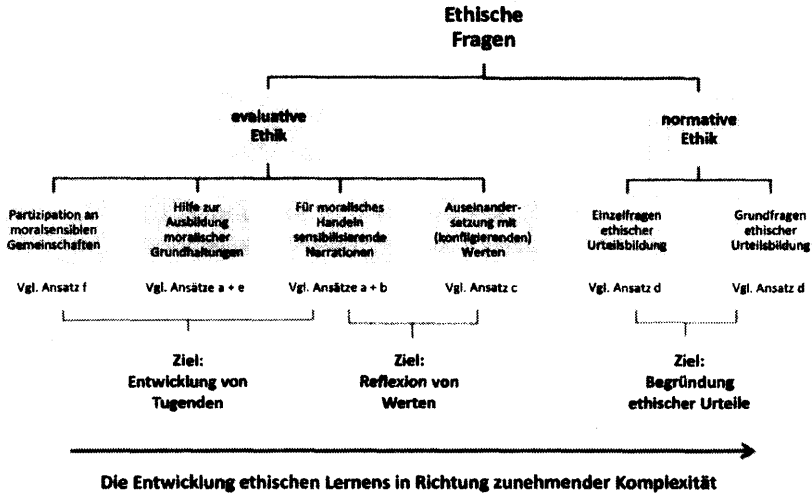 Ethische
Fragen
evaluative
Ethik
normative
Ethik
Partizipation an
moralsensiblen
Gemeinschaften
Hilfe zur
Ausbildung
moralischer
Grundhaltungen
Für moralisches
Handeln
sensibilisierende
Narrationen
Auseinander-
setzung mit
(konfligierenden)
Werten
Einzelfragen
ethischer
Urteilsbildung
Grundfragen
ethischer
Urteilsbildung
Vgl. Ansatz f
Vgl. Ansätze a + e
Vgl. Ansätze a + b
Vgl. Ansatz c
Vgl. Ansatz d
Vgl. Ansatz d
Ziel:
Entwicklung von
Tugenden
Ziel:
Reflexion von
Werten
Ziel:
Begründung
ethischer Urteile
Die Entwicklung ethischen Lernens in Richtung zunehmender Komplexität